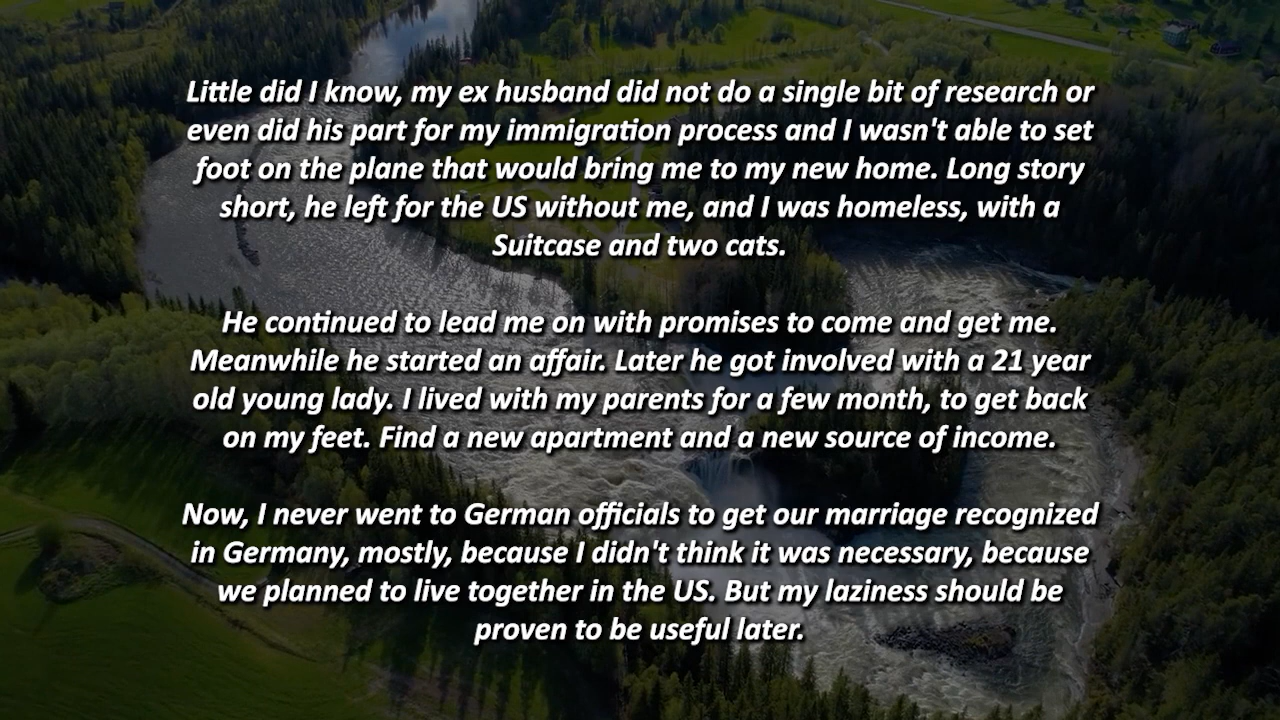 Little did I know, my ex husband did not do a single bit of research or
even did his part for my immigration process and I wasn't able to set
foot on the plane that would bring me to my new home. Long story
short, he left for the US without me, and I was homeless, with a
Suitcase and two cats.
He continued to lead me on with promises to come and get me.
Meanwhile he started an affair. Later he got involved with a 21 year
old young lady. I lived with my parents for a few month, to get back
on my feet. Find a new apartment and a new source of income.
Now, I never went to German officials to get our marriage recognized
in Germany, mostly, because I didn't think it was necessary, because
we planned to live together in the US. But my laziness should be
proven to be useful later.